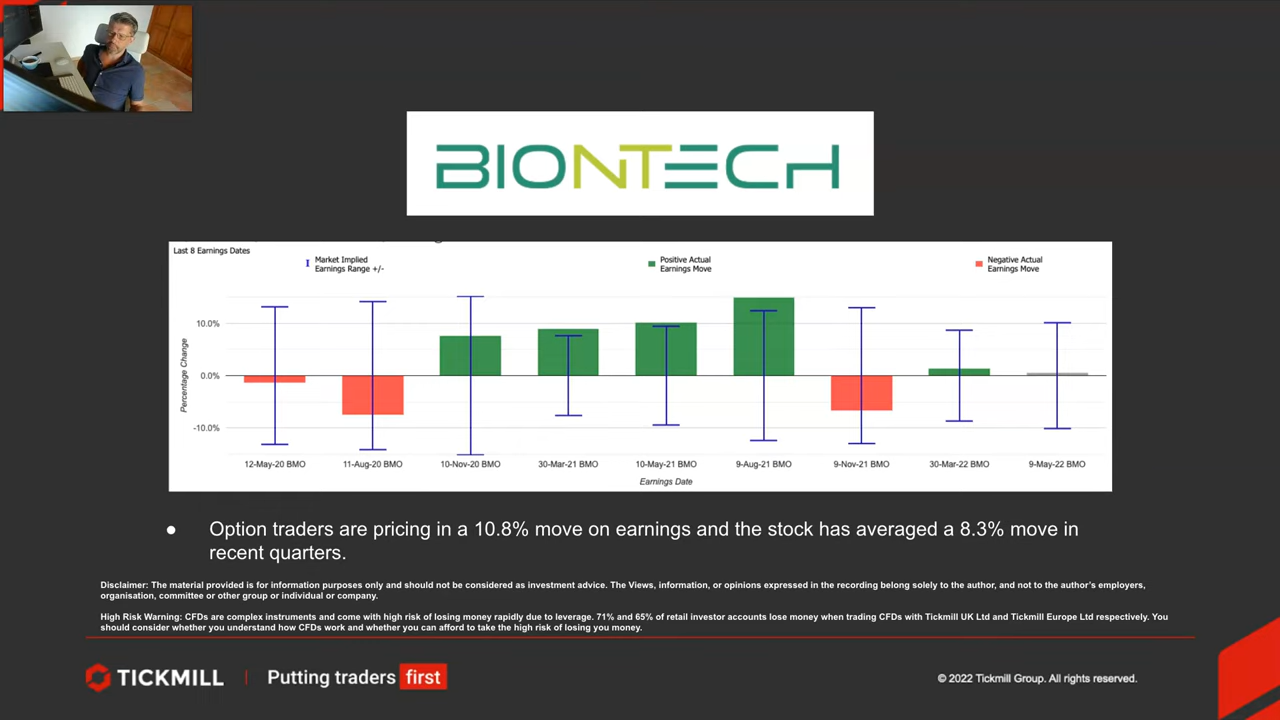 BIONTECH
Last 8 Earnings Dates
Market Implied
Earnings Range +/-
Positive Actual
Earnings Move
Negative Actual
Earnings Move
Percentage Change
10.0%
0.0%
-10.0%
12-May-20 BMO 11-Aug-20 BMO 10-Nov-20 BMO 30-Mar-21 BMO 10-May-21 BMO 9-Aug-21 BMO 9-Nov-21 BMO 30-Mar-22 BMO 9-May-22 BMO
Earnings Date
● Option traders are pricing in a 10.8% move on earnings and the stock has averaged a 8.3% move in
recent quarters.
Disclaimer: The material provided is for information purposes only and should not be considered as investment advice. The Views, information, or opinions expressed in the recording belong solely to the author, and not to the author's employers,
organisation, committee or other group or individual or company.
High Risk Warning: CFDs are complex instruments and come with high risk of losing money rapidly due to leverage. 71% and 65% of retail investor accounts lose money when trading CFDs with Tickmill UK Ltd and Tickmill Europe Ltd respectively. You
should consider whether you understand how CFDs work and whether you can afford to take the high risk of losing you money.
TICKMILL | Putting traders first
© 2022 Tickmill Group. All rights reserved.